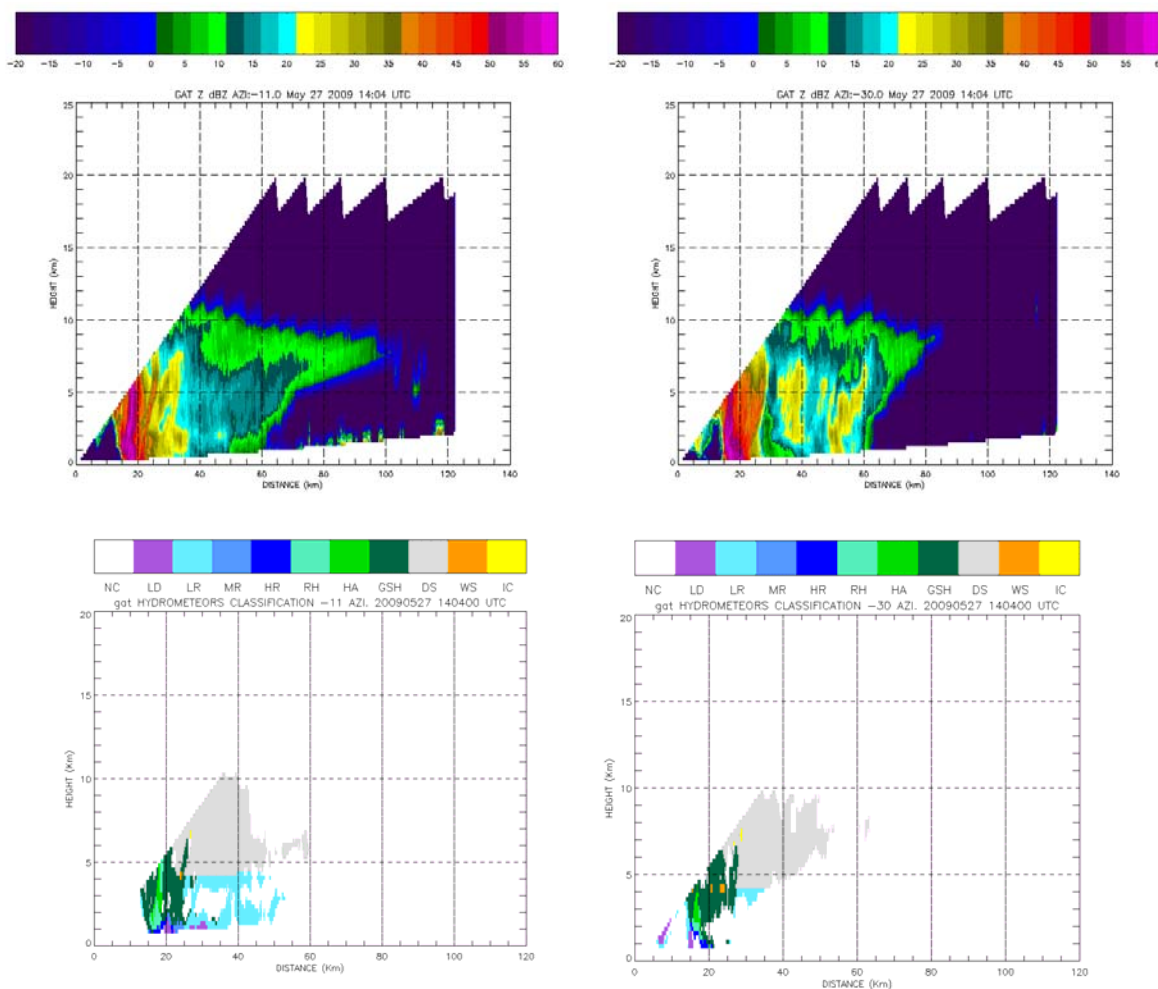 -20 -15 -10 -5 0 5 10 15 20 25 30 35 40 45 50 55 60
GAT Z dBZ AZI:-11.0 May 27 2009 14:04 UTC
25
20
15
10
5
0
HEIGHT (km)
0 20 40 60 80 100 120 140
DISTANCE (km)
-20 -15 -10 -5 0 5 10 15 20 25 30 35 40 45 50 55 60
GAT Z dBZ AZI:-30.0 May 27 2009 14:04 UTC
25
20
15
10
5
0
HEIGHT (km)
0 20 40 60 80 100 120 140
DISTANCE (km)
NC LD LR MR HR RH HA GSH DS WS IC
gat HYDROMETEORS CLASSIFICATION -11 AZI. 20090527 140400 UTC
20
15
10
5
0
HEIGHT (Km)
0 20 40 60 80 100 120
DISTANCE (Km)
NC LD LR MR HR RH HA GSH DS WS IC
gat HYDROMETEORS CLASSIFICATION -30 AZI. 20090527 140400 UTC
20
15
10
5
0
HEIGHT (Km)
0 20 40 60 80 100 120
DISTANCE (Km)